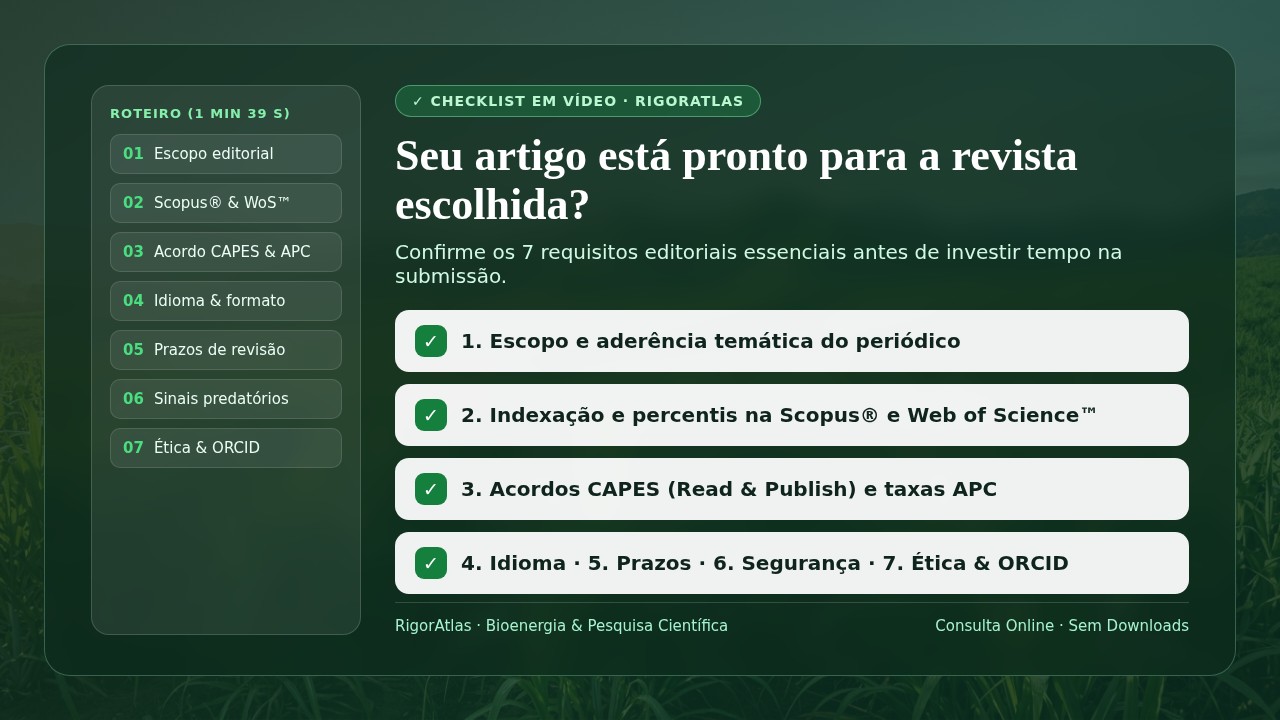 ROTEIRO (1 MIN 39 S)
01 Escopo editorial
02 Scopus® & WoS™
03 Acordo CAPES & APC
04 Idioma & formato
05 Prazos de revisão
06 Sinais predatórios
07 Ética & ORCID
✓ CHECKLIST EM VÍDEO · RIGORATLAS
Seu artigo está pronto para a revista
escolhida?
Confirme os 7 requisitos editoriais essenciais antes de investir tempo na
submissão.
✓ 1. Escopo e aderência temática do periódico
✓ 2. Indexação e percentis na Scopus® e Web of Science™
✓ 3. Acordos CAPES (Read & Publish) e taxas APC
✓ 4. Idioma · 5. Prazos · 6. Segurança · 7. Ética & ORCID
RigorAtlas · Bioenergia & Pesquisa Científica
Consulta Online · Sem Downloads